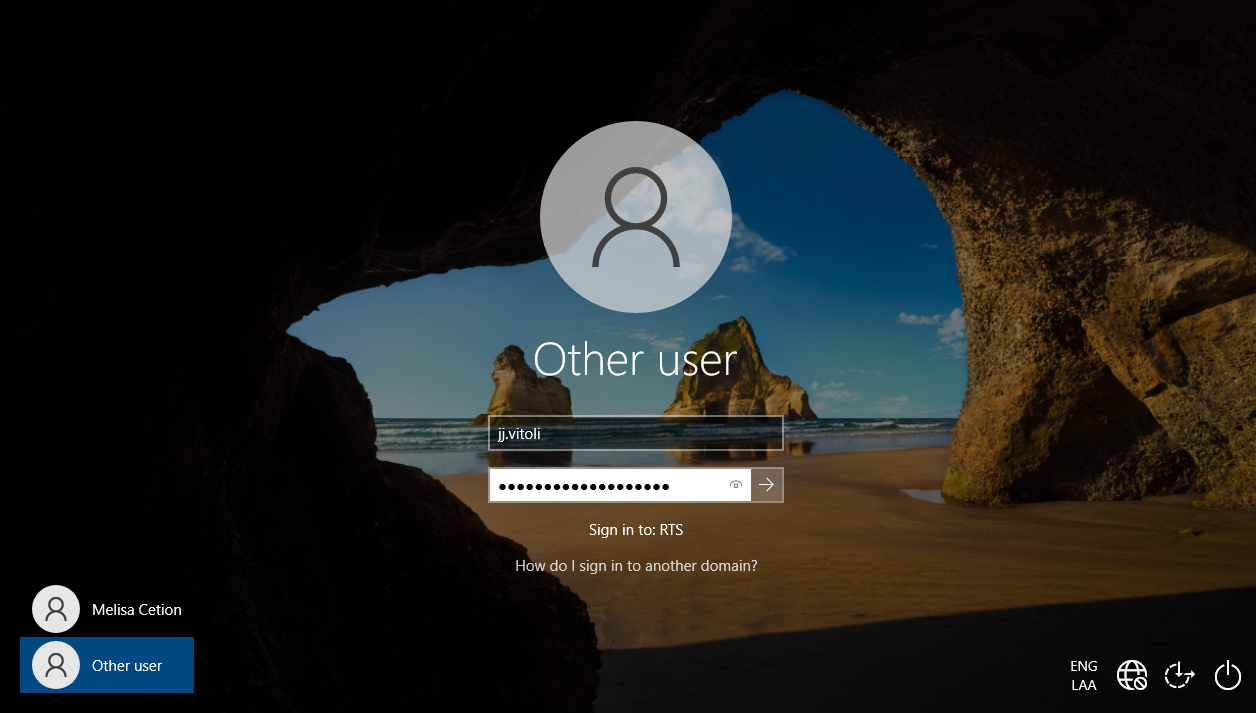 Other user
jj.vitoli
●●●●●●●●●●●●●●●●●●●
Sign in to: RTS
How do I sign in to another domain?
Melisa Cetion
Other user
ENG
LAA